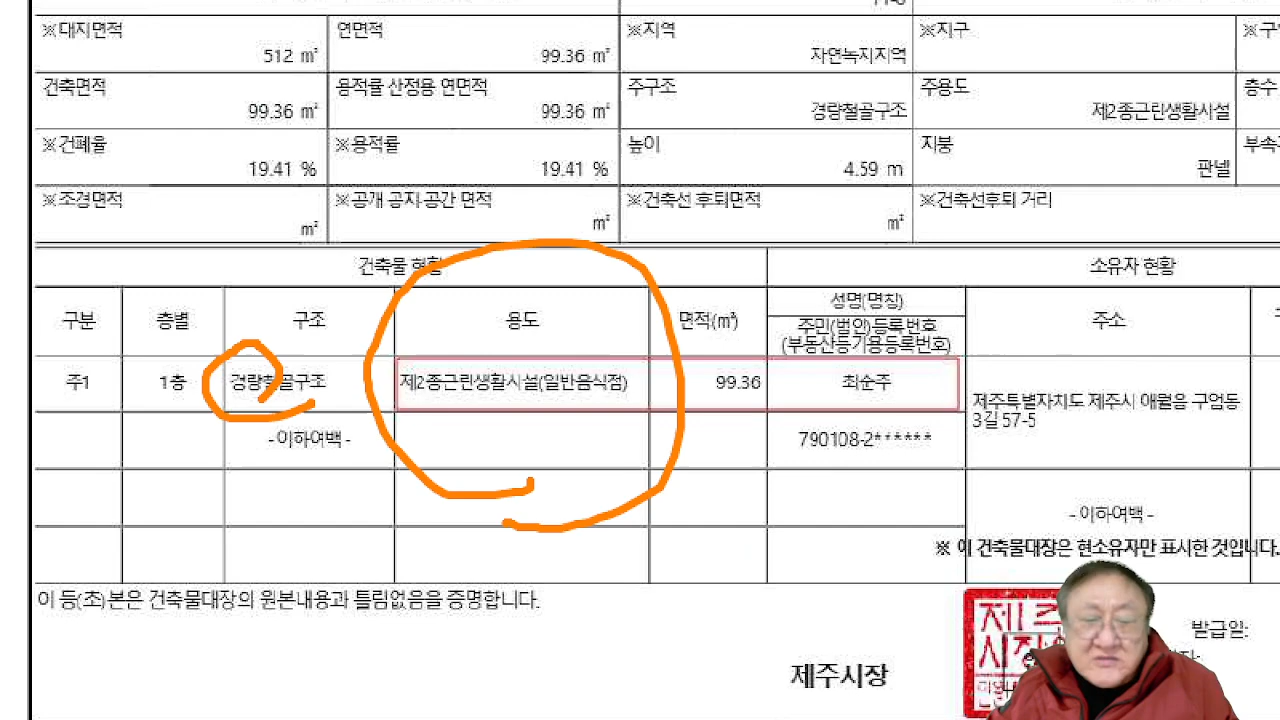 ※대지면적
512 ㎡
연면적
99.36 ㎡
※지역
자연녹지지역
※지구
건축면적
99.36 ㎡
용적률 산정용 연면적
99.36 ㎡
주구조
경량철골구조
주용도
제2종근린생활시설
층수
※건폐율
19.41 %
※용적률
19.41 %
높이
4.59 m
지붕
판넬
※조경면적
㎡
※공개 공지·공간 면적
㎡
※건축선 후퇴면적
㎡
※건축선후퇴 거리
건축물 현황
소유자 현황
구분
층별
구조
용도
면적(㎡)
성명(명칭)
주민(법인)등록번호
(부동산등기용등록번호)
주소
주1
1층
경량철골구조
제2종근린생활시설(일반음식점)
99.36
최순주
제주특별자치도 제주시 애월읍 구엄동
3길 57-5
- 이하여백 -
790108-2******
- 이하여백 -
※ 이 건축물대장은 현소유자만 표시한 것입니다.
이 등(초)본은 건축물대장의 원본내용과 틀림없음을 증명합니다.
발급일:
제주시장